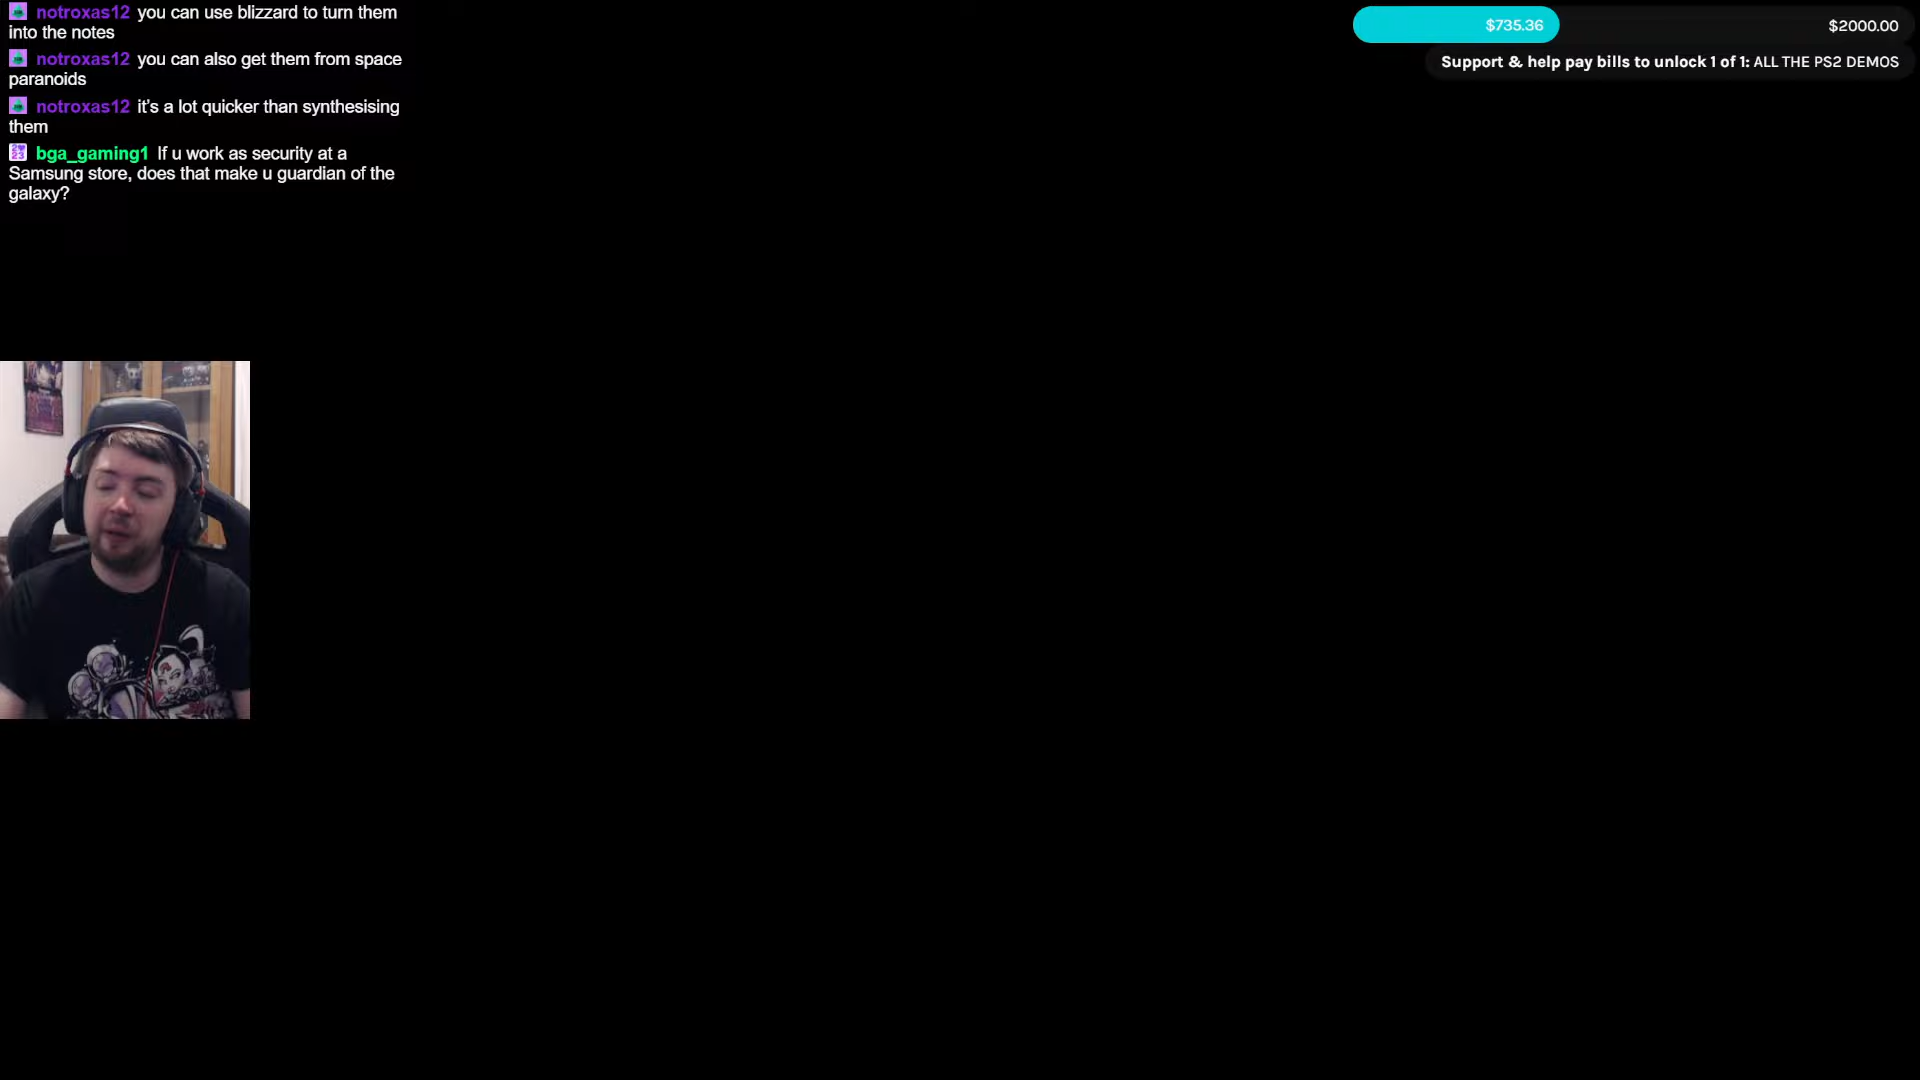 notroxas12 you can use blizzard to turn them
into the notes
notroxas12 you can also get them from space
paranoids
notroxas12 it's a lot quicker than synthesising
them
bga_gaming1 If u work as security at a
Samsung store, does that make u guardian of the
galaxy?
$735.36 $2000.00
Support & help pay bills to unlock 1 of 1: ALL THE PS2 DEMOS